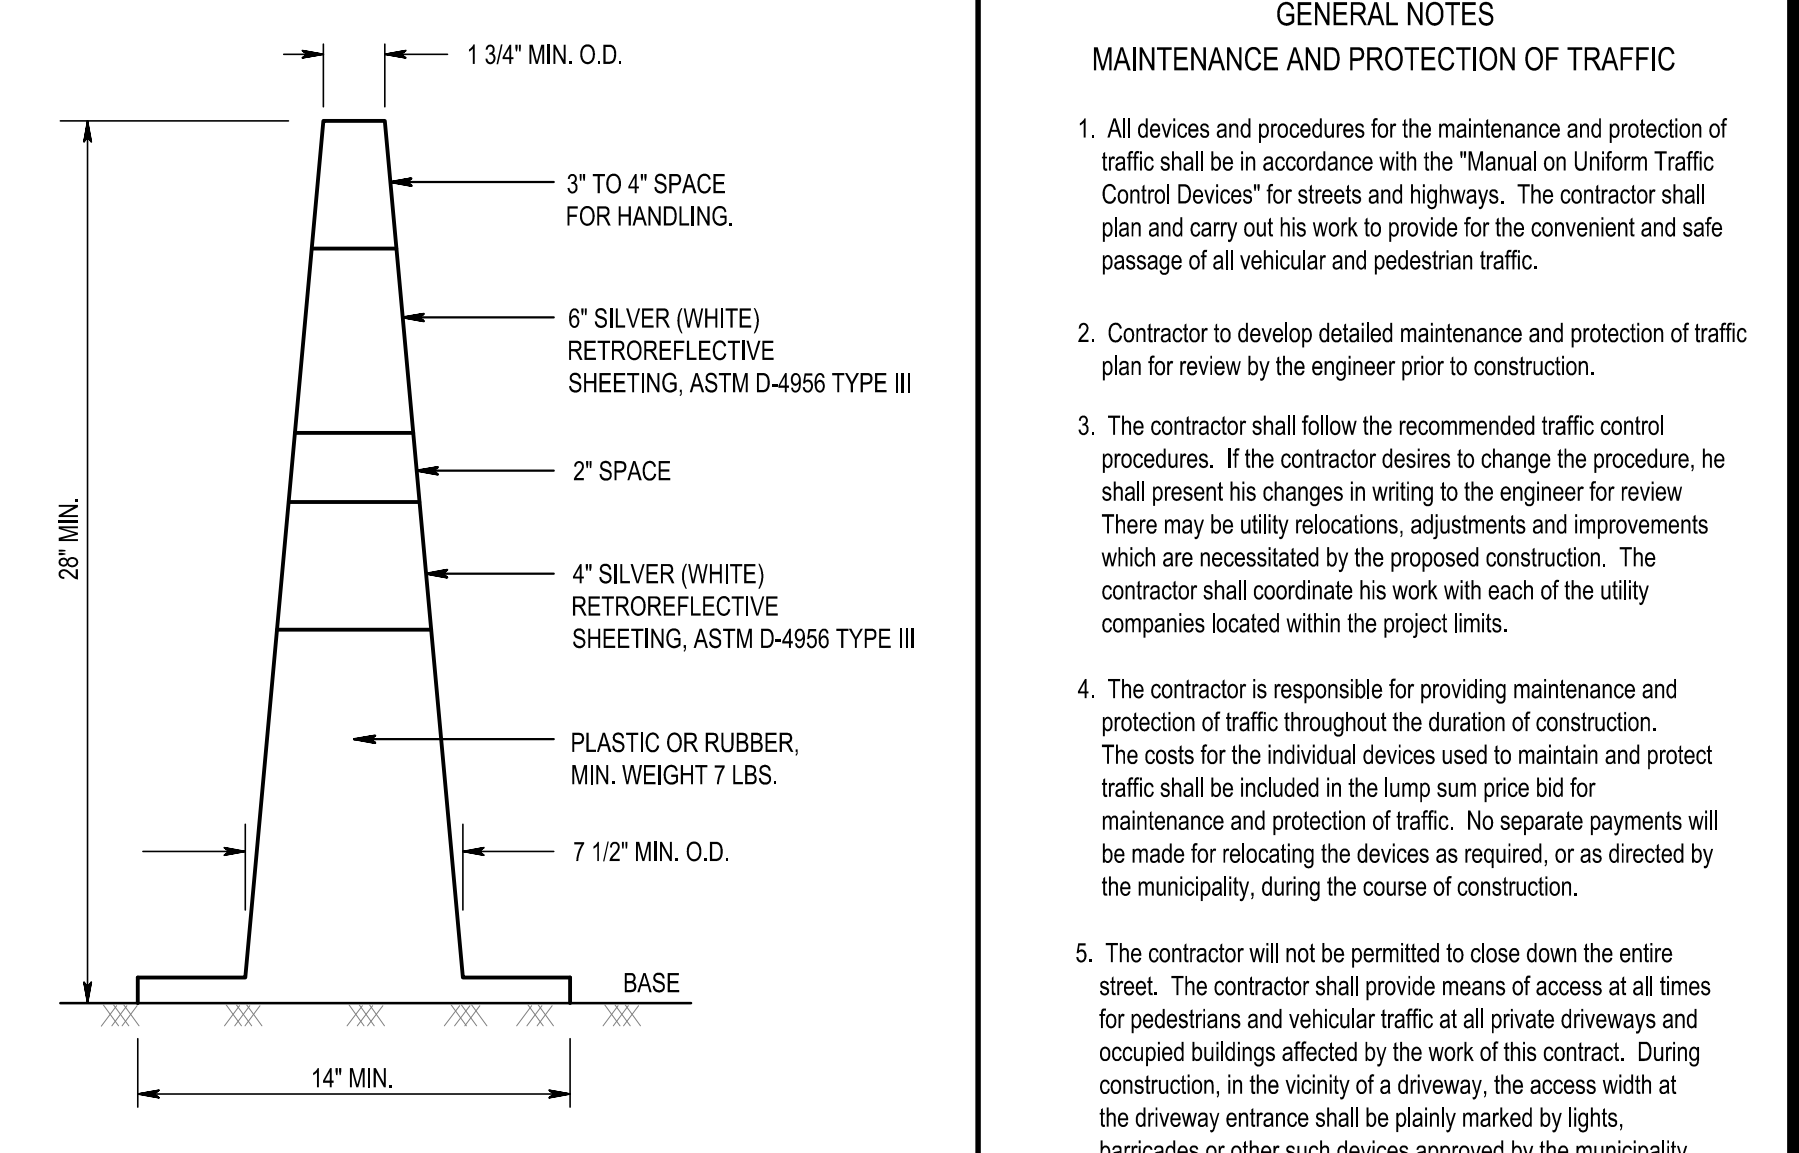 1 3/4" MIN. O.D.
3" TO 4" SPACE
FOR HANDLING.
6" SILVER (WHITE)
RETROREFLECTIVE
SHEETING, ASTM D-4956 TYPE III
2" SPACE
28" MIN.
4" SILVER (WHITE)
RETROREFLECTIVE
SHEETING, ASTM D-4956 TYPE III
PLASTIC OR RUBBER,
MIN. WEIGHT 7 LBS.
7 1/2" MIN. O.D.
BASE
14" MIN.
GENERAL NOTES
MAINTENANCE AND PROTECTION OF TRAFFIC
1. All devices and procedures for the maintenance and protection of
traffic shall be in accordance with the "Manual on Uniform Traffic
Control Devices" for streets and highways. The contractor shall
plan and carry out his work to provide for the convenient and safe
passage of all vehicular and pedestrian traffic.
2. Contractor to develop detailed maintenance and protection of traffic
plan for review by the engineer prior to construction.
3. The contractor shall follow the recommended traffic control
procedures. If the contractor desires to change the procedure, he
shall present his changes in writing to the engineer for review
There may be utility relocations, adjustments and improvements
which are necessitated by the proposed construction. The
contractor shall coordinate his work with each of the utility
companies located within the project limits.
4. The contractor is responsible for providing maintenance and
protection of traffic throughout the duration of construction.
The costs for the individual devices used to maintain and protect
traffic shall be included in the lump sum price bid for
maintenance and protection of traffic. No separate payments will
be made for relocating the devices as required, or as directed by
the municipality, during the course of construction.
5. The contractor will not be permitted to close down the entire
street. The contractor shall provide means of access at all times
for pedestrians and vehicular traffic at all private driveways and
occupied buildings affected by the work of this contract. During
construction, in the vicinity of a driveway, the access width at
the driveway entrance shall be plainly marked by lights,
barricades or other such devices approved by the municipality